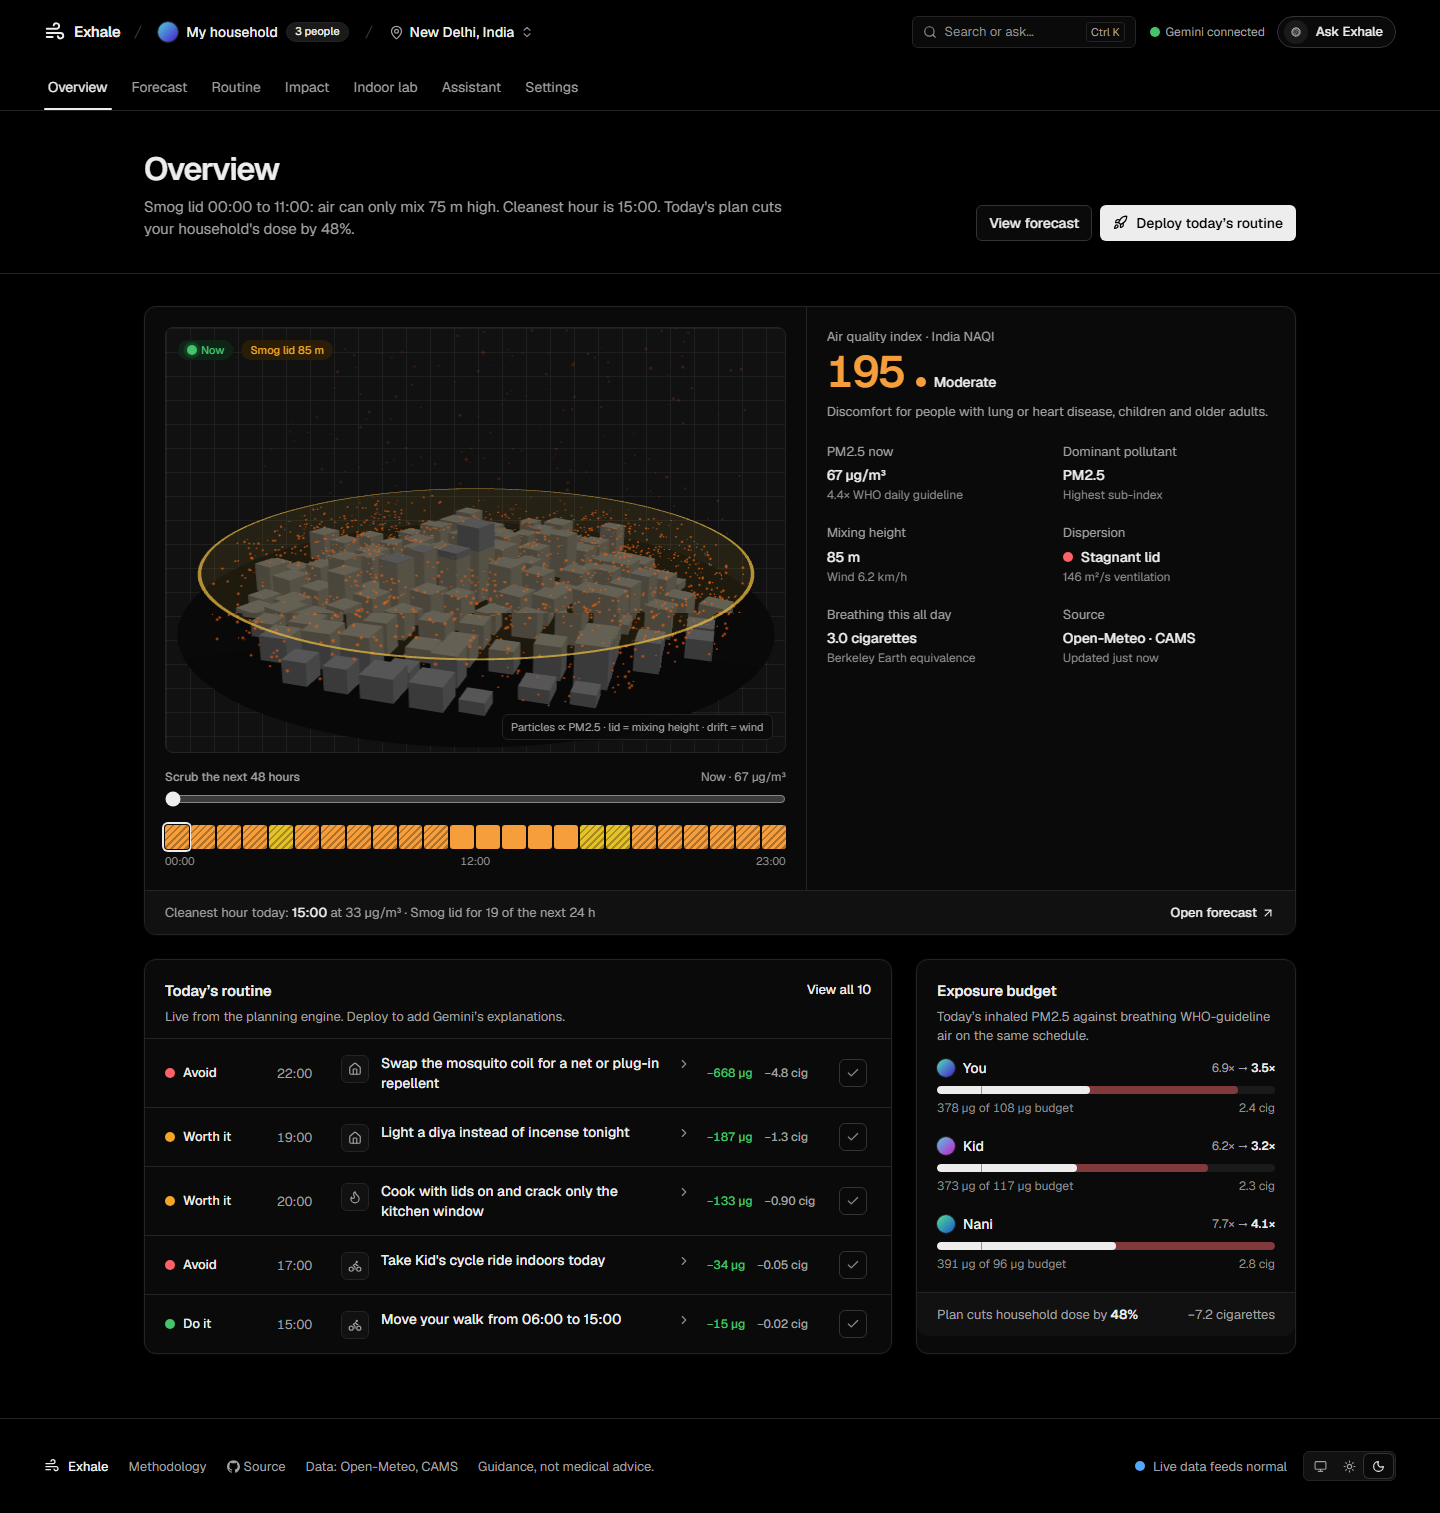 Exhale / My household 3 people / New Delhi, India
Search or ask... Ctrl K Gemini connected Ask Exhale
Overview Forecast Routine Impact Indoor lab Assistant Settings
Overview
Smog lid 00:00 to 11:00: air can only mix 75 m high. Cleanest hour is 15:00. Today's plan cuts
your household's dose by 48%.
View forecast Deploy today's routine
Now Smog lid 85 m
Particles ∝ PM2.5 · lid = mixing height · drift = wind
Scrub the next 48 hours Now · 67 µg/m³
00:00 12:00 23:00
Air quality index · India NAQI
195 Moderate
Discomfort for people with lung or heart disease, children and older adults.
PM2.5 now Dominant pollutant
67 µg/m³ PM2.5
4.4× WHO daily guideline Highest sub-index
Mixing height Dispersion
85 m Stagnant lid
Wind 6.2 km/h 146 m²/s ventilation
Breathing this all day Source
3.0 cigarettes Open-Meteo · CAMS
Berkeley Earth equivalence Updated just now
Cleanest hour today: 15:00 at 33 µg/m³ · Smog lid for 19 of the next 24 h Open forecast
Today's routine View all 10
Live from the planning engine. Deploy to add Gemini's explanations.
Avoid 22:00 Swap the mosquito coil for a net or plug-in
repellent −668 µg −4.8 cig
Worth it 19:00 Light a diya instead of incense tonight −187 µg −1.3 cig
Worth it 20:00 Cook with lids on and crack only the
kitchen window −133 µg −0.90 cig
Avoid 17:00 Take Kid's cycle ride indoors today −34 µg −0.05 cig
Do it 15:00 Move your walk from 06:00 to 15:00 −15 µg −0.02 cig
Exposure budget
Today's inhaled PM2.5 against breathing WHO-guideline
air on the same schedule.
You 6.9× → 3.5×
378 µg of 108 µg budget 2.4 cig
Kid 6.2× → 3.2×
373 µg of 117 µg budget 2.3 cig
Nani 7.7× → 4.1×
391 µg of 96 µg budget 2.8 cig
Plan cuts household dose by 48% −7.2 cigarettes
Exhale Methodology Source Data: Open-Meteo, CAMS Guidance, not medical advice.
Live data feeds normal